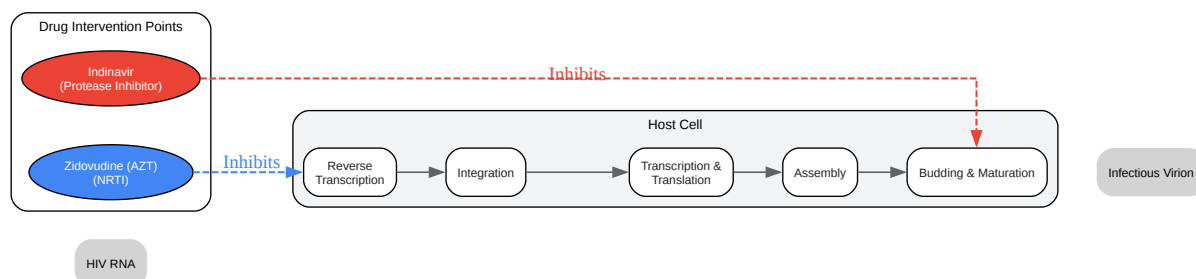 Drug Intervention Points
Indinavir
(Protease Inhibitor)
Inhibits
Host Cell
Zidovudine (AZT)
(NRTI)
Inhibits
Reverse
Transcription
Integration
Transcription &
Translation
Assembly
Budding & Maturation
Infectious Virion
HIV RNA